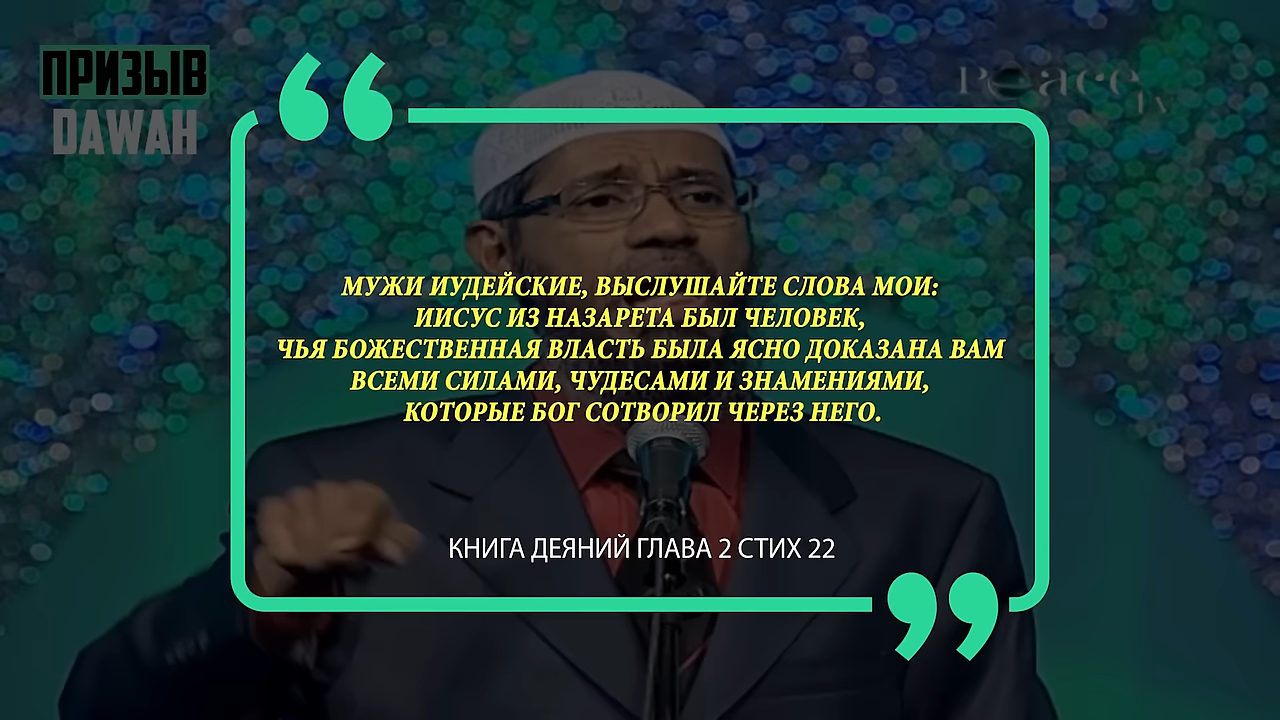 ПРИЗЫВ
DAWAH
Peace
TV
МУЖИ ИУДЕЙСКИЕ, ВЫСЛУШАЙТЕ СЛОВА МОИ:
ИИСУС ИЗ НАЗАРЕТА БЫЛ ЧЕЛОВЕК,
ЧЬЯ БОЖЕСТВЕННАЯ ВЛАСТЬ БЫЛА ЯСНО ДОКАЗАНА ВАМ
ВСЕМИ СИЛАМИ, ЧУДЕСАМИ И ЗНАМЕНИЯМИ,
КОТОРЫЕ БОГ СОТВОРИЛ ЧЕРЕЗ НЕГО.
КНИГА ДЕЯНИЙ ГЛАВА 2 СТИХ 22